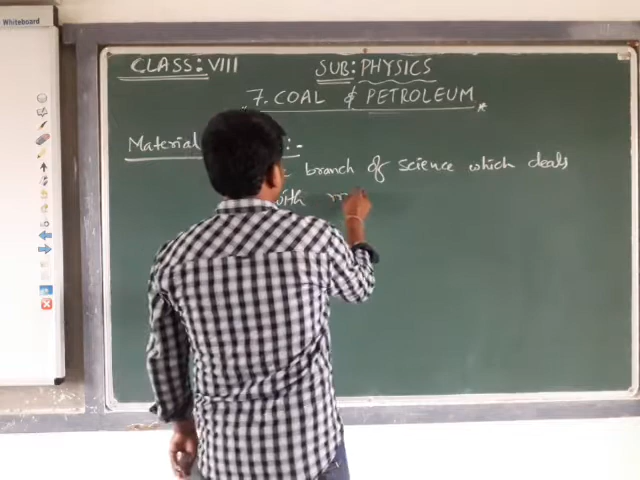 Whiteboard
CLASS: VIII
SUB: PHYSICS
7. COAL & PETROLEUM
Material :-
branch of science which deals
with